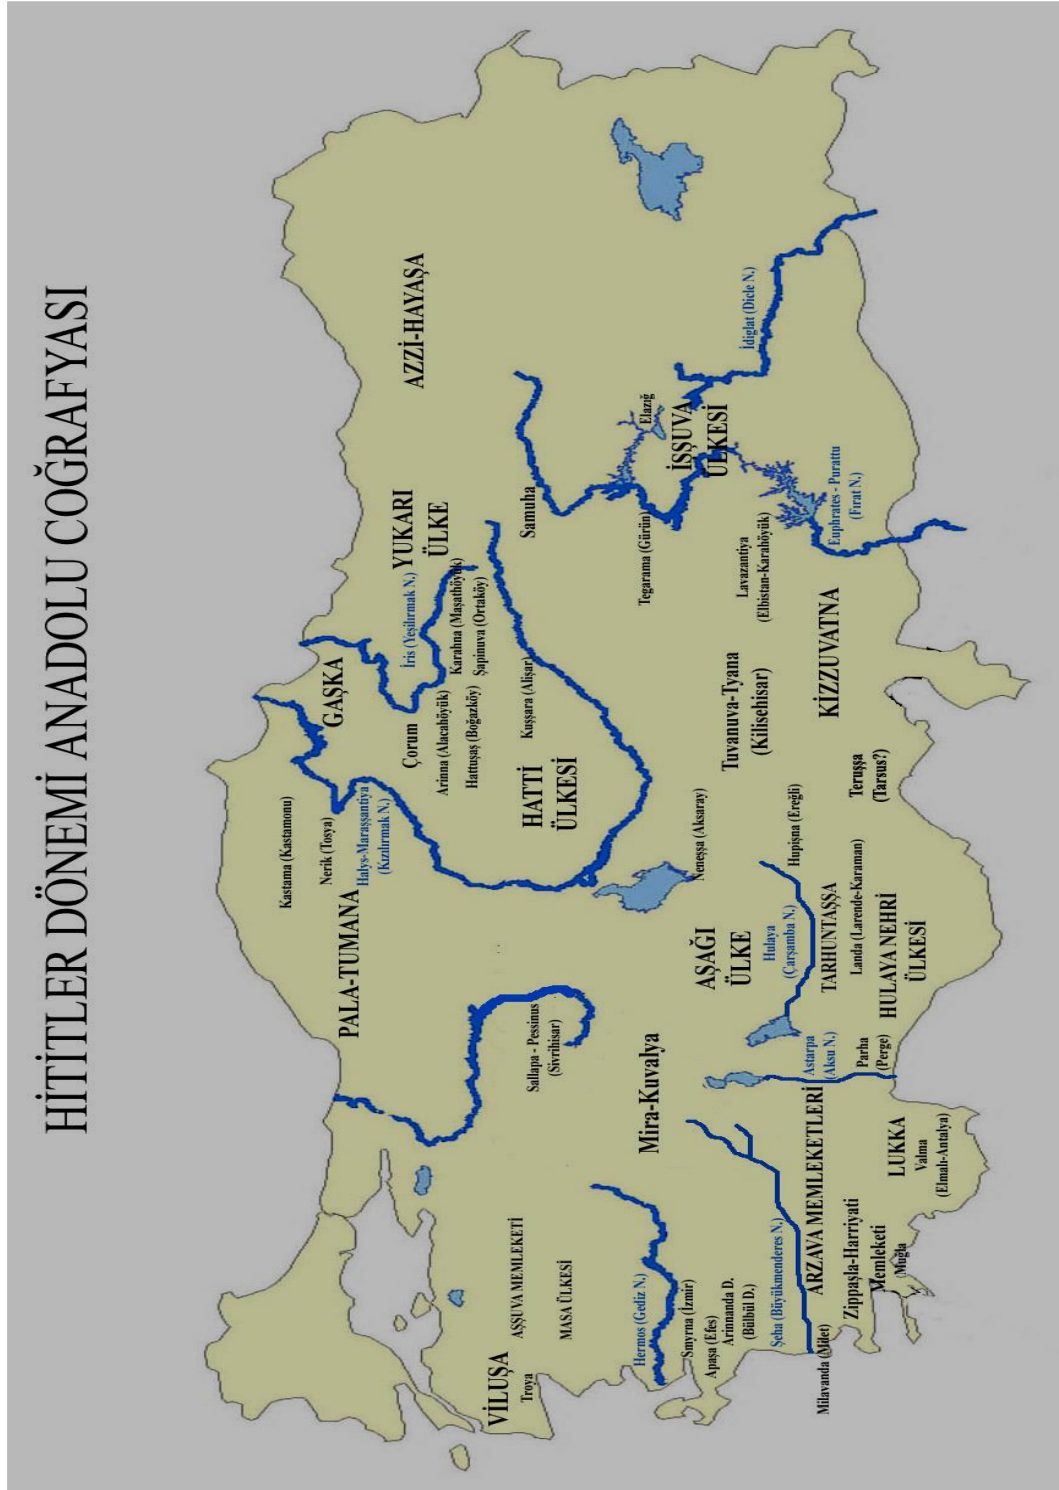 HİTİTLER DÖNEMİ ANADOLU COĞRAFYASI
GAŞKA
Kastama (Kastamonu)
Nerik (Tosya)
Halys-Maraşşantiya
(Kızılırmak N.)
PALA-TUMANA
AZZİ-HAYAŞA
YUKARI
ÜLKE
İris (Yeşilırmak N.)
Çorum
Karahna (Maşathöyük)
Şapinuva (Ortaköy)
Arinna (Alacahöyük)
Hattuşaş (Boğazköy)
Samuha
Kuşşara (Alişar)
HATTİ
ÜLKESİ
Sallapa - Pessinus
(Sivrihisar)
VİLUŞA
Troya
AŞŞUVA MEMLEKETİ
MASA ÜLKESİ
Mira-Kuvalya
Hermos (Gediz N.)
Smyrna (İzmir)
Apaşa (Efes)
Arinnanda D.
(Bülbül D.)
Şeha (Büyükmenderes N.)
Milavanda (Milet)
Elazığ
İŞŞUVA
ÜLKESİ
Tegarama (Gürün)
İdiglat (Dicle N.)
Lavazantiya
(Elbistan-Karahöyük)
Euphrates - Purattu
(Fırat N.)
Neneşşa (Aksaray)
Tuvanuva-Tyana
(Kilisehisar)
AŞAĞI
ÜLKE
Hulaya
(Çarşamba N.)
Hupişna (Ereğli)
KİZZUVATNA
TARHUNTAŞŞA
Landa (Larende-Karaman)
Teruşşa
(Tarsus?)
HULAYA NEHRİ
ÜLKESİ
Astarpa
(Aksu N.)
Parha
(Perge)
ARZAVA MEMLEKETLERİ
Zippaşla-Harriyati
Memleketi
Muğla
LUKKA
Valma
(Elmalı-Antalya)